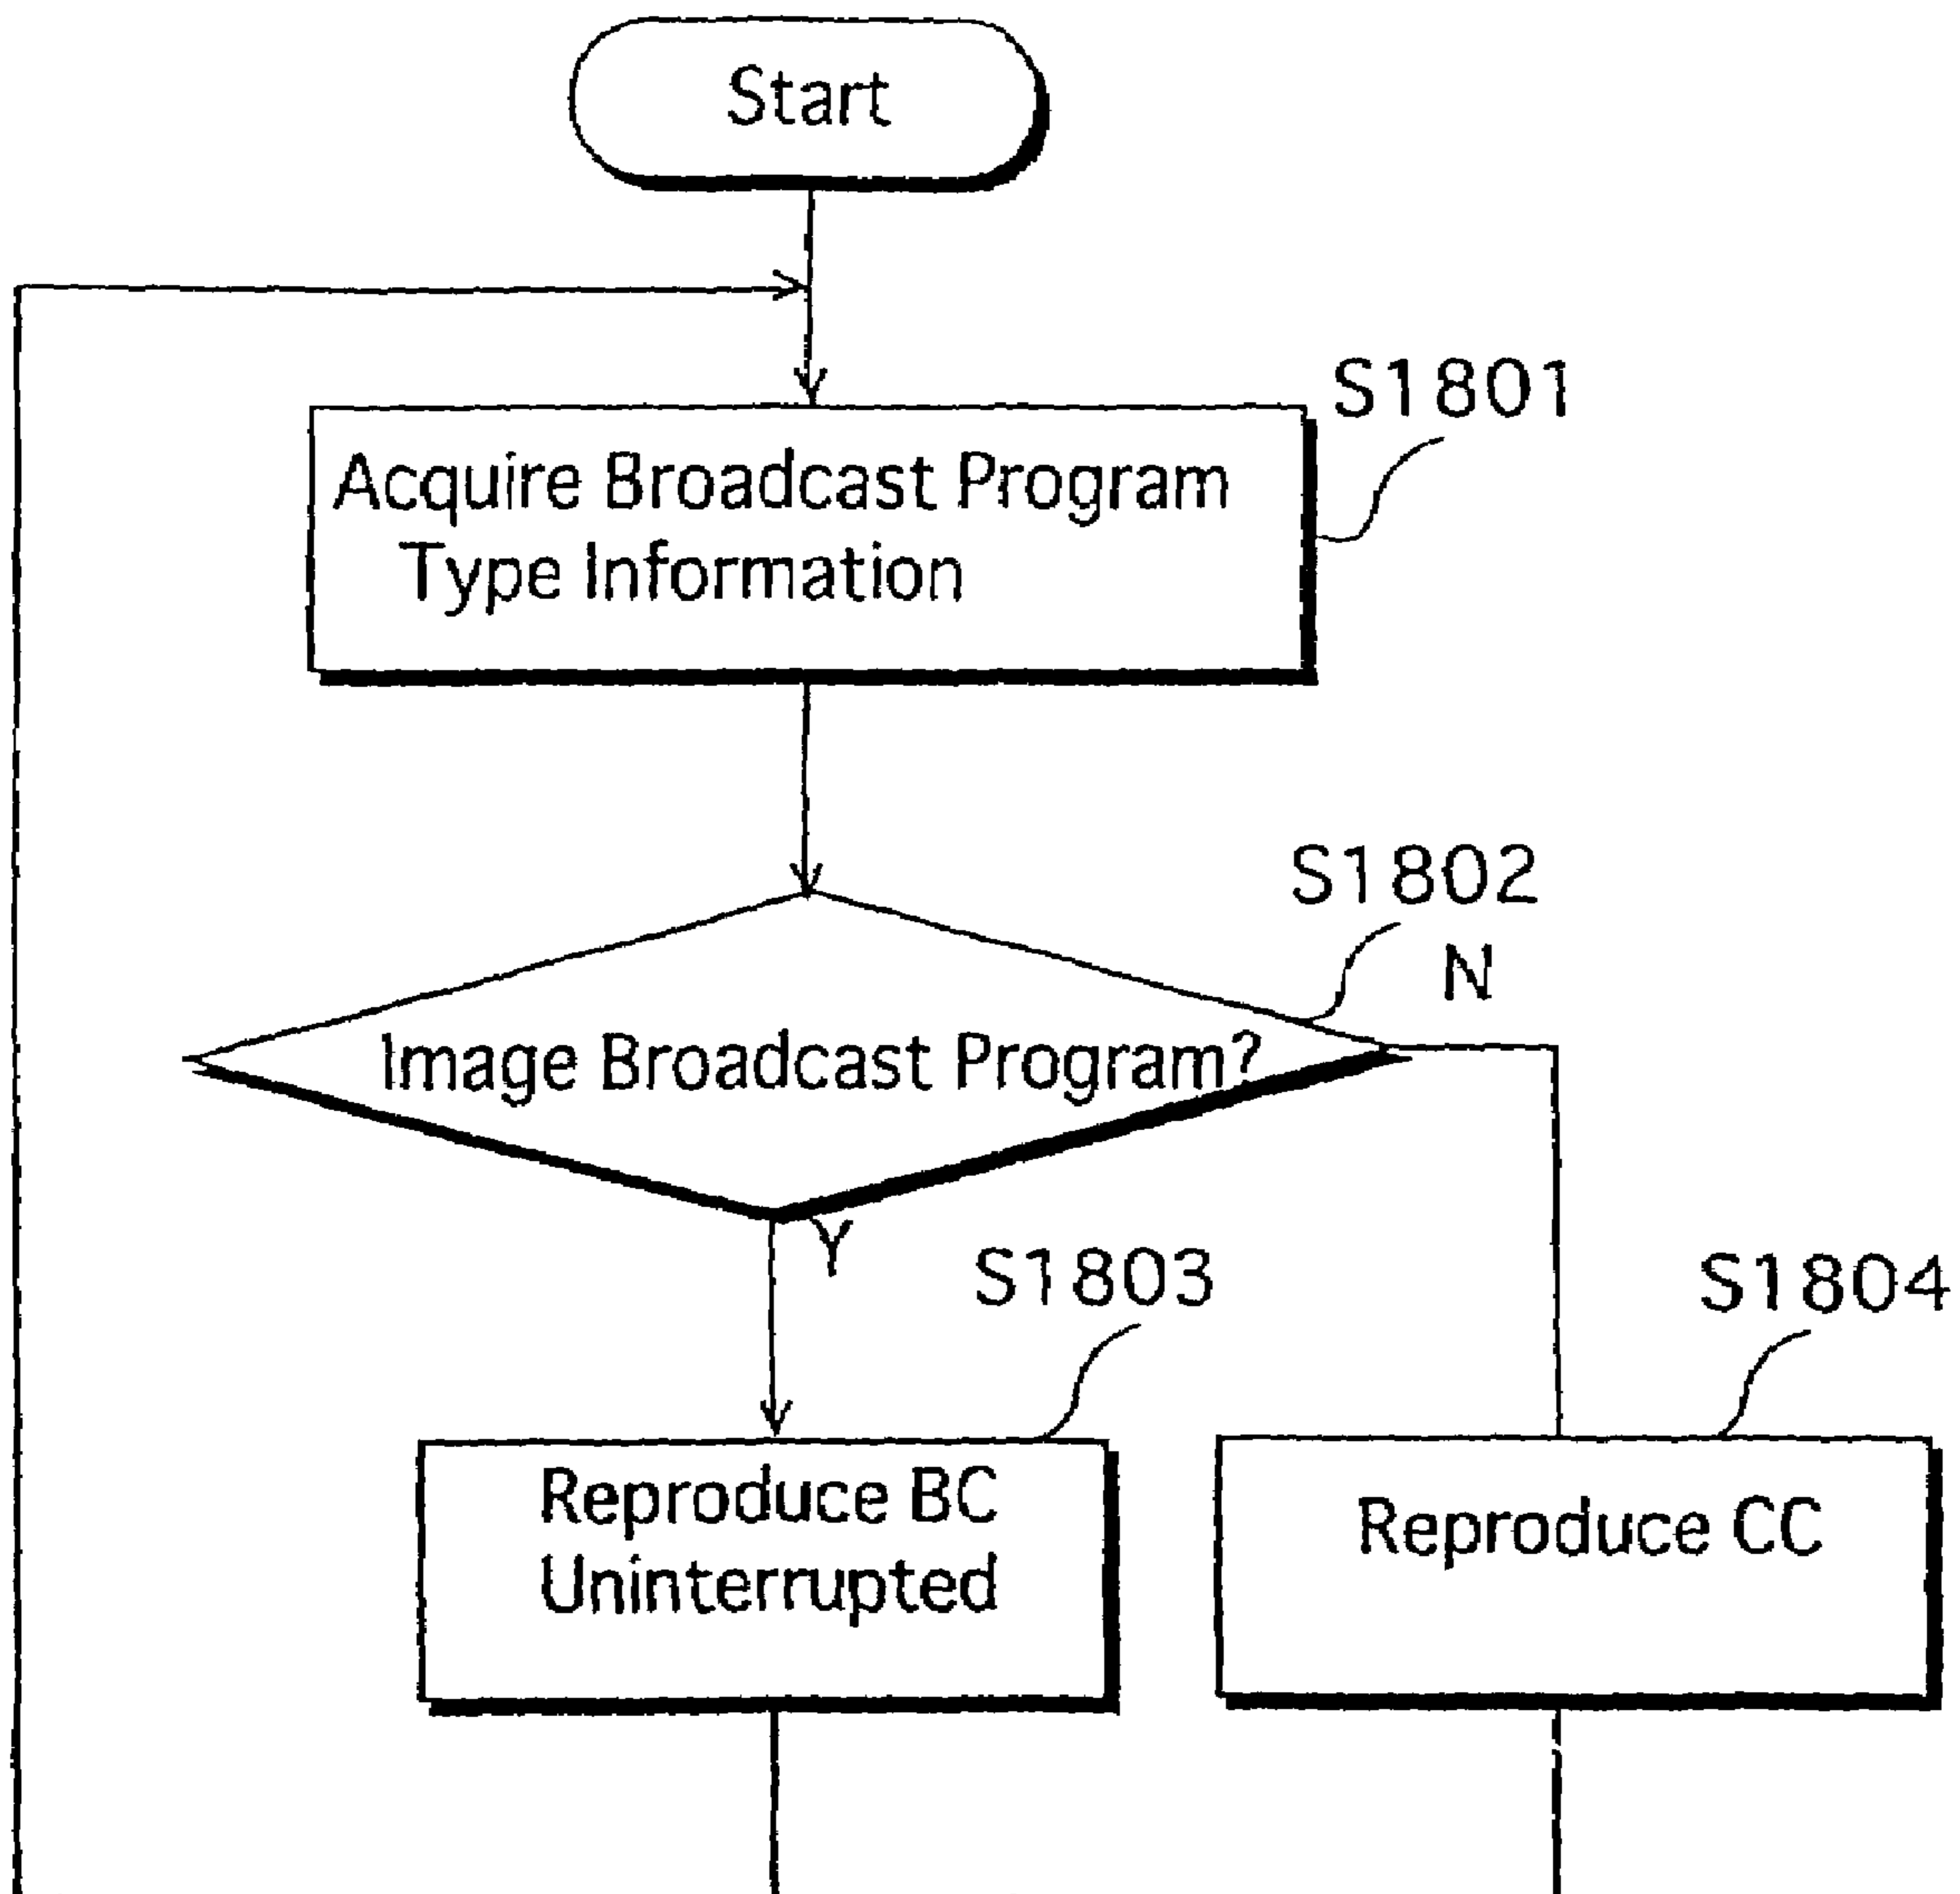 Start
S1801
Acquire Broadcast Program
Type Information
S1802
N
Image Broadcast Program?
Y
S1803
S1804
Reproduce BC
Uninterrupted
Reproduce CC